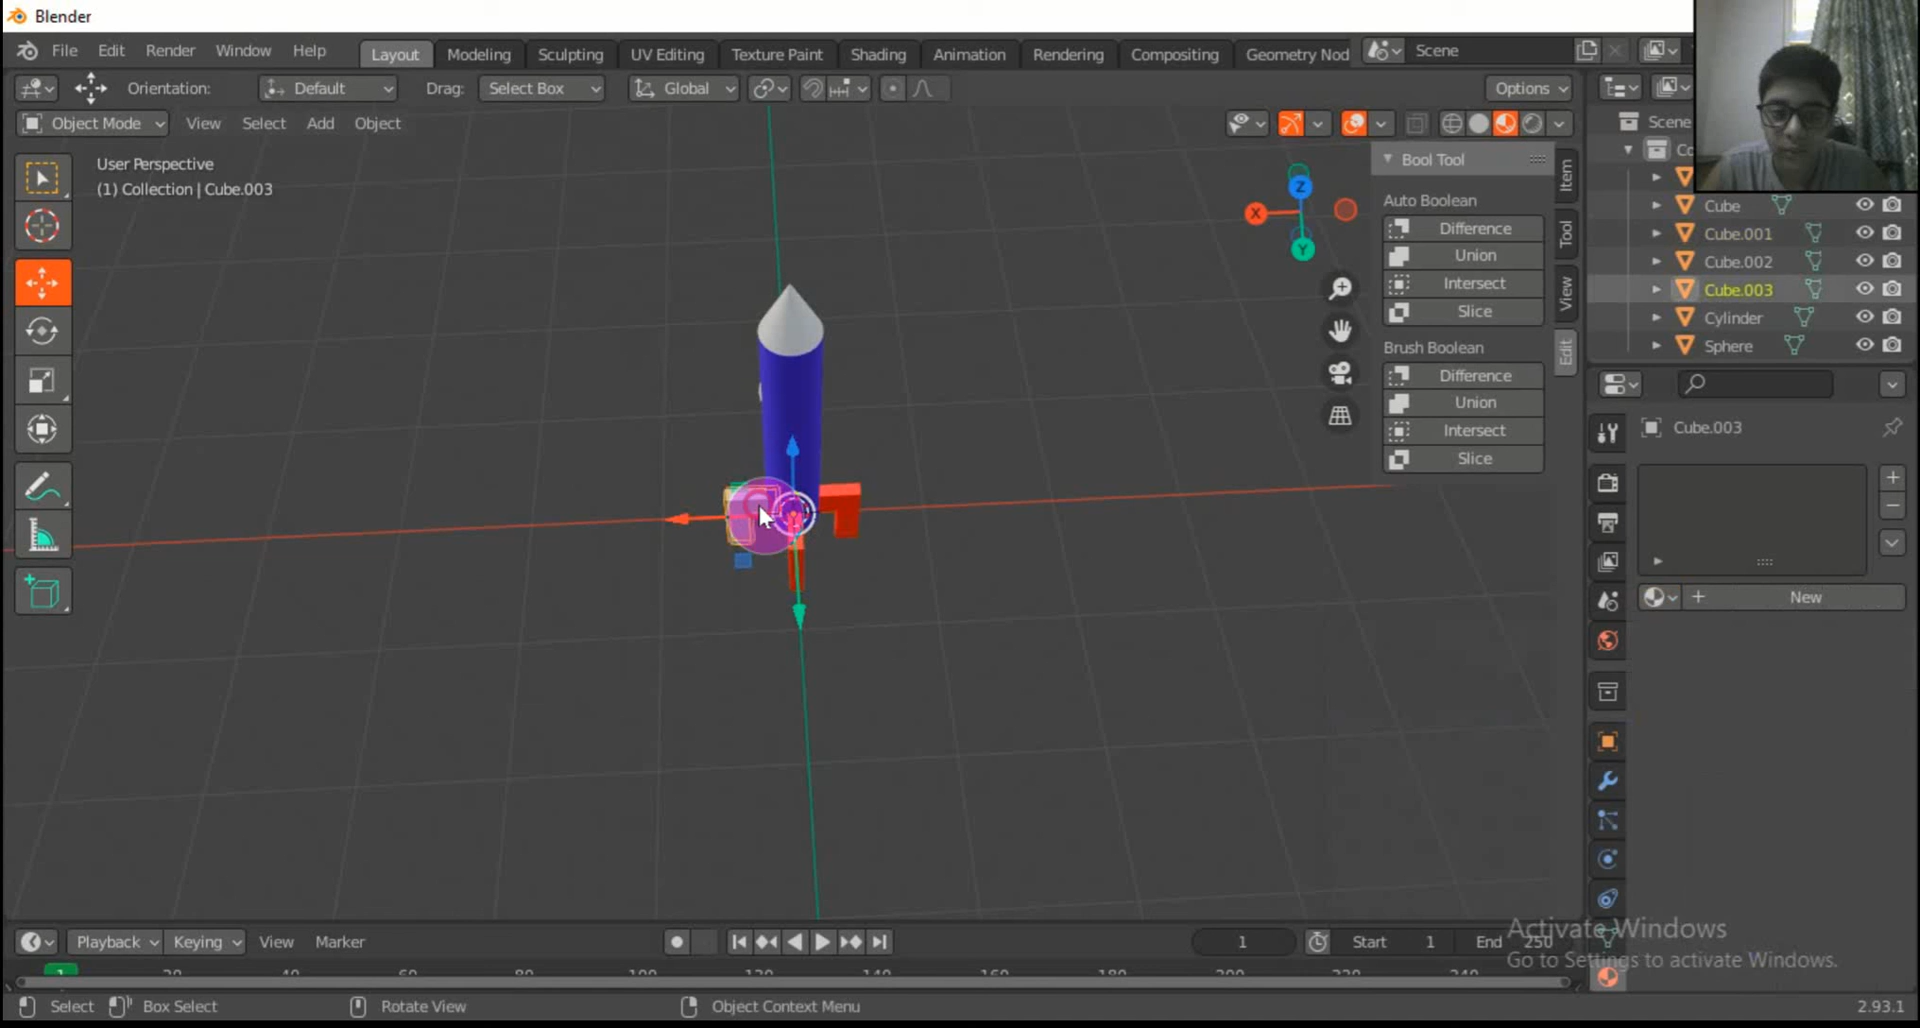 Blender
File Edit Render Window Help Layout Modeling Sculpting UV Editing Texture Paint Shading Animation Rendering Compositing Geometry Nod Scene
Orientation: Default Drag: Select Box Global Options
Object Mode View Select Add Object
User Perspective
(1) Collection | Cube.003
Z
X
Y
Bool Tool
Auto Boolean
Difference
Union
Intersect
Slice
Brush Boolean
Difference
Union
Intersect
Slice
Item
Tool
View
Edit
Scene
Co
Cube
Cube.001
Cube.002
Cube.003
Cylinder
Sphere
Cube.003
New
Playback Keying View Marker 1 Start 1 End 250
1
Activate Windows
Go to Settings to activate Windows.
Select Box Select Rotate View Object Context Menu 2.93.1